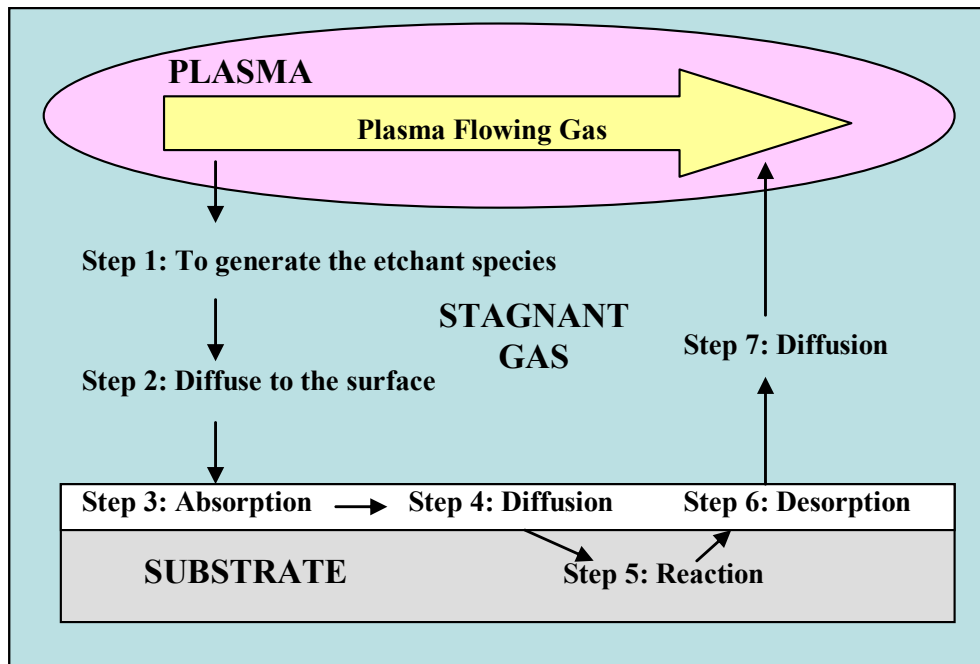 PLASMA
Plasma Flowing Gas
Step 1: To generate the etchant species
STAGNANT
GAS
Step 7: Diffusion
Step 2: Diffuse to the surface
Step 3: Absorption
Step 4: Diffusion
Step 6: Desorption
SUBSTRATE
Step 5: Reaction